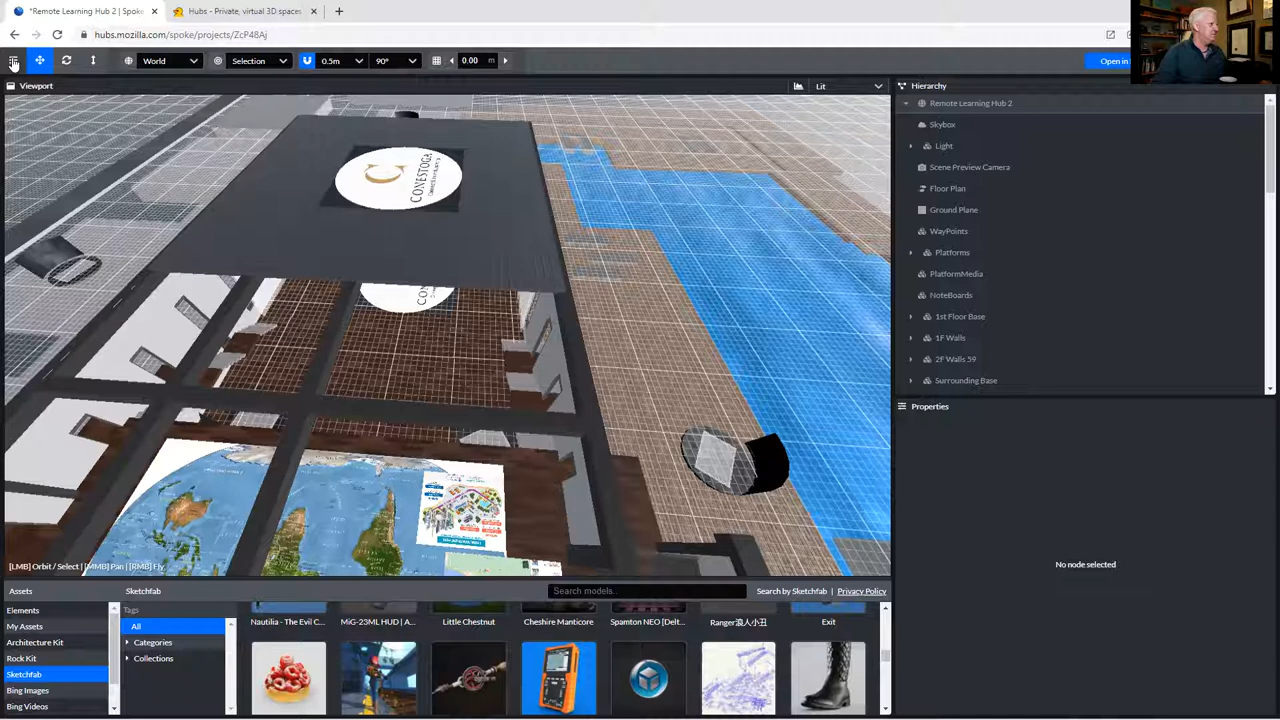 *Remote Learning Hub 2 | Spoke
Hubs - Private, virtual 3D spaces
hubs.mozilla.com/spoke/projects/ZcP48Aj
World
Selection
0.5m
90°
0.00
m
Open in
Viewport
Lit
CONESTOGA
CON
[LMB] Orbit / Select | [MMB] Pan | [RMB] Fly
Hierarchy
Remote Learning Hub 2
Skybox
Light
Scene Preview Camera
Floor Plan
Ground Plane
WayPoints
Platforms
PlatformMedia
NoteBoards
1st Floor Base
1F Walls
2F Walls 59
Surrounding Base
Properties
No node selected
Assets
Sketchfab
Search models..
Search by Sketchfab
Privacy Policy
Elements
My Assets
Architecture Kit
Rock Kit
Sketchfab
Bing Images
Bing Videos
Tags
All
Categories
Collections
Nautilia - The Evil C...
MiG-23ML HUD | A...
Little Chestnut
Cheshire Manticore
Spamton NEO [Delt...
Ranger浪人小丑
Exit